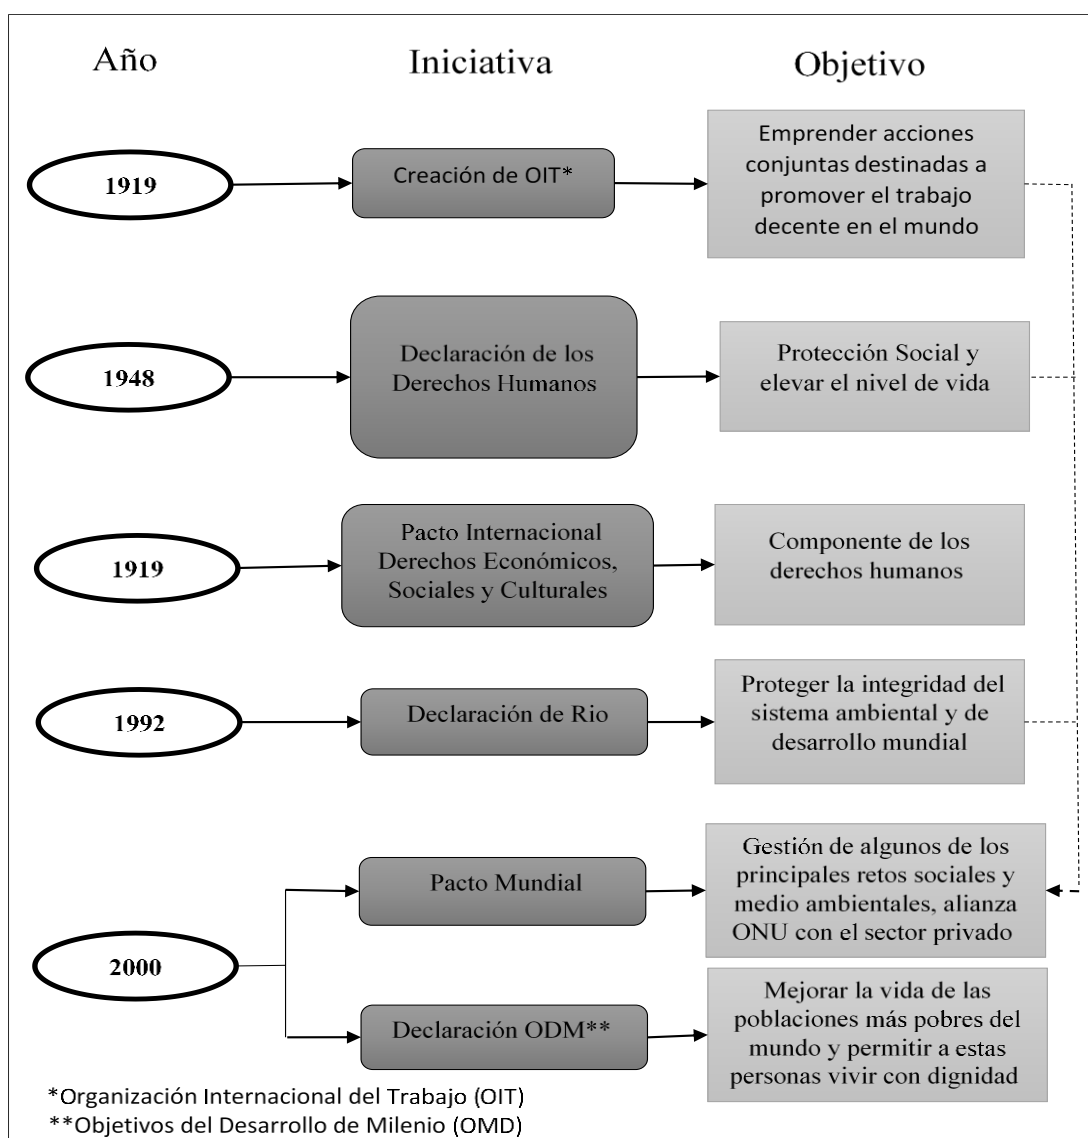 Año Iniciativa Objetivo
1919
Creación de OIT*
Emprender acciones
conjuntas destinadas a
promover el trabajo
decente en el mundo
1948
Declaración de los
Derechos Humanos
Protección Social y
elevar el nivel de vida
1919
Pacto Internacional
Derechos Económicos,
Sociales y Culturales
Componente de los
derechos humanos
1992
Declaración de Rio
Proteger la integridad del
sistema ambiental y de
desarrollo mundial
2000
Pacto Mundial
Gestión de algunos de los
principales retos sociales y
medio ambientales, alianza
ONU con el sector privado
Declaración ODM**
Mejorar la vida de las
poblaciones más pobres del
mundo y permitir a estas
personas vivir con dignidad
*Organización Internacional del Trabajo (OIT)
**Objetivos del Desarrollo de Milenio (OMD)